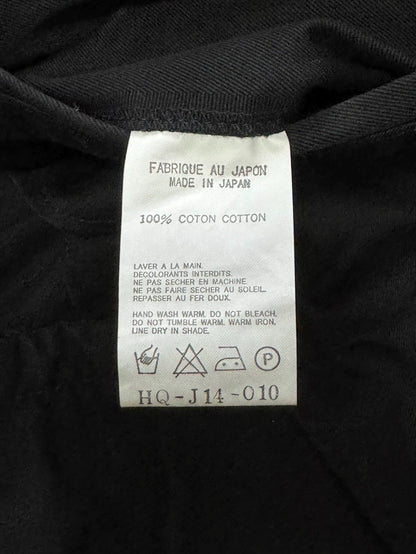 FABRIQUE AU JAPON
MADE IN JAPAN
100% COTON COTTON
LAVER A LA MAIN.
DECOLORANTS INTERDITS.
NE PAS SECHER EN MACHINE.
NE PAS FAIRE SECHER AU SOLEIL.
REPASSER AU FER DOUX.
HAND WASH WARM. DO NOT BLEACH.
DO NOT TUMBLE WARM. WARM IRON.
LINE DRY IN SHADE.
P
HQ-J14-010